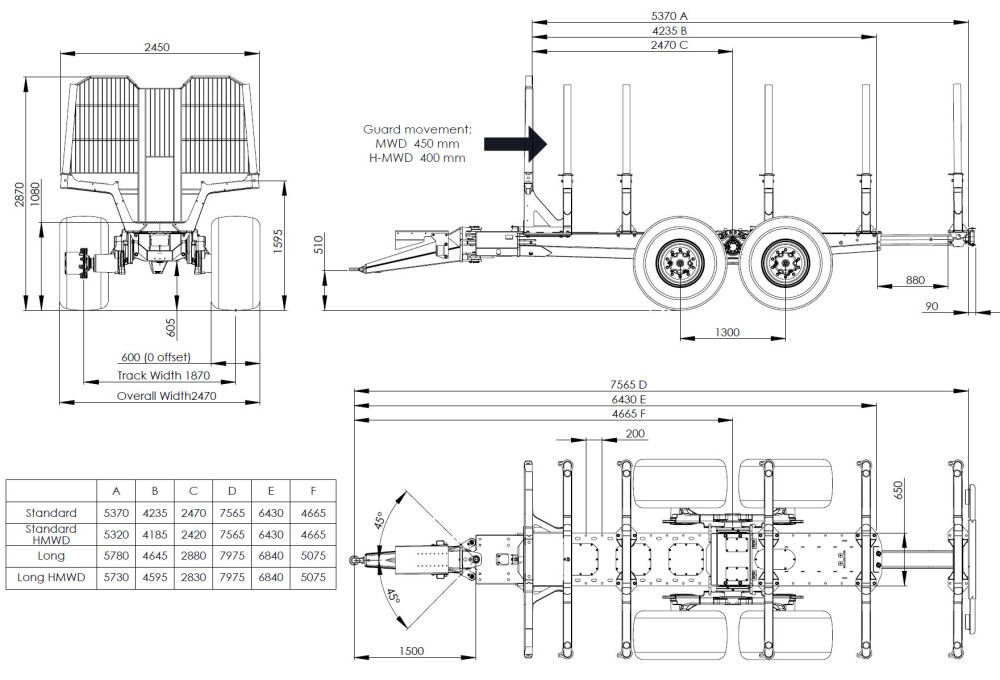 2450
2870
1080
1595
605
600 (0 offset)
Track Width 1870
Overall Width2470
5370 A
4235 B
2470 C
Guard movement:
MWD 450 mm
H-MWD 400 mm
510
880
90
1300
7565 D
6430 E
4665 F
200
650
45°
45°
1500
A B C D E F
Standard 5370 4235 2470 7565 6430 4665
Standard
HMWD 5320 4185 2420 7565 6430 4665
Long 5780 4645 2880 7975 6840 5075
Long HMWD 5730 4595 2830 7975 6840 5075